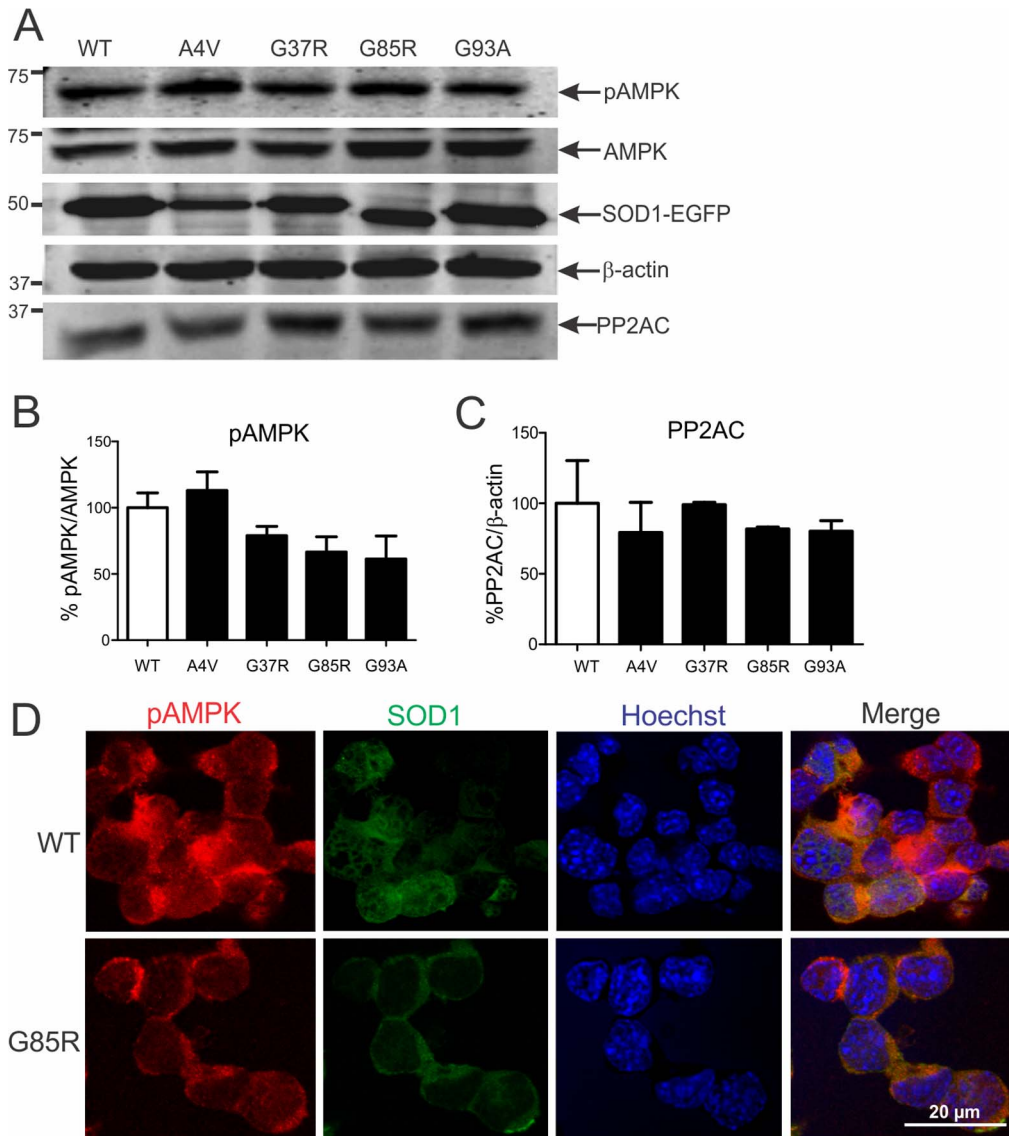 A
WT A4V G37R G85R G93A
75
pAMPK
75
AMPK
50
SOD1-EGFP
β-actin
37
37
PP2AC
B
pAMPK
% pAMPK/AMPK
150
100
50
0
WT A4V G37R G85R G93A
C
PP2AC
%PP2AC/β-actin
150
100
50
0
WT A4V G37R G85R G93A
D
pAMPK SOD1 Hoechst Merge
WT
G85R
20 µm